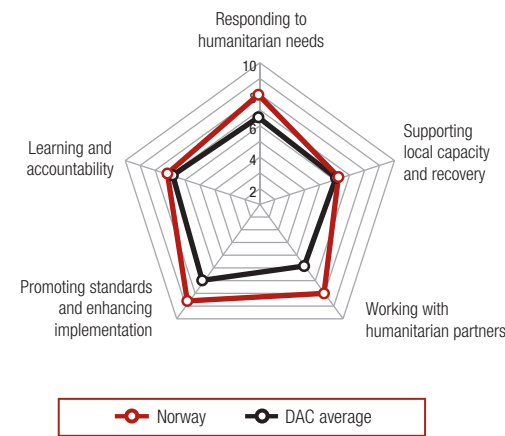 Responding to
humanitarian needs
10
8
6
4
2
Learning and
accountability
Supporting
local capacity
and recovery
Promoting standards
and enhancing
implementation
Working with
humanitarian partners
Norway
DAC average